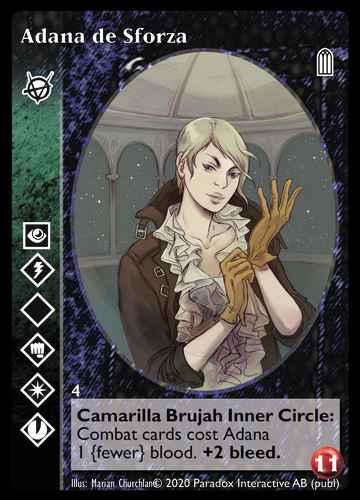 Adana de Sforza
4
Camarilla Brujah Inner Circle:
Combat cards cost Adana
1 {fewer} blood. +2 bleed.
11
Illus: Marian Churchlan© 2020 Paradox Interactive AB (publ)